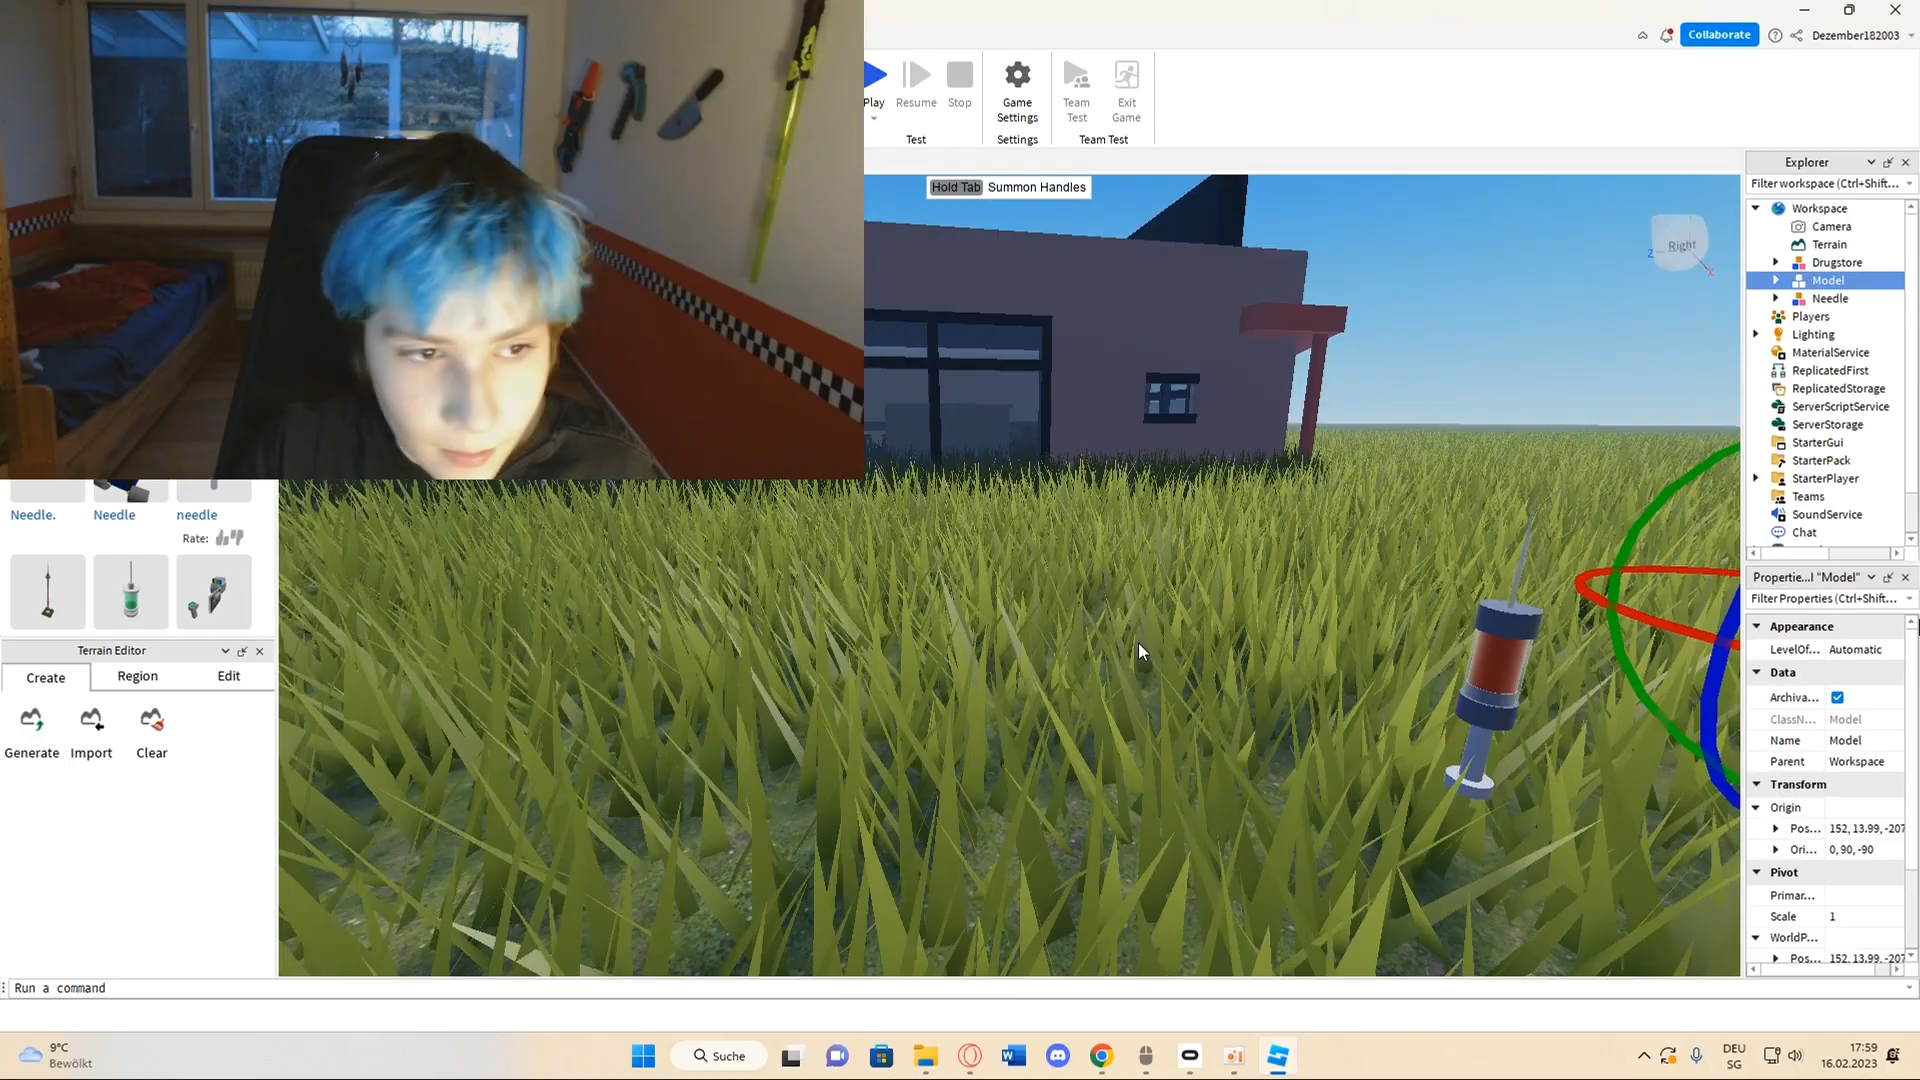 Collaborate
Dezember182003
Play
Resume
Stop
Game
Settings
Team
Test
Exit
Game
Test
Settings
Team Test
Hold Tab Summon Handles
Right
Z
X
Explorer
Filter workspace (Ctrl+Shift...
Workspace
Camera
Terrain
Drugstore
Model
Needle
Players
Lighting
MaterialService
ReplicatedFirst
ReplicatedStorage
ServerScriptService
ServerStorage
StarterGui
StarterPack
StarterPlayer
Teams
SoundService
Chat
Needle.
Needle
needle
Rate:
Terrain Editor
Create
Region
Edit
Generate
Import
Clear
Propertie...l "Model"
Filter Properties (Ctrl+Shift...
Appearance
LevelOf... Automatic
Data
Archiva...
ClassN... Model
Name Model
Parent Workspace
Transform
Origin
Pos... 152, 13.99, -207
Ori... 0, 90, -90
Pivot
Primar...
Scale 1
WorldP...
Pos... 152, 13.99, -207
Run a command
9°C
Bewölkt
Suche
DEU
SG
17:59
16.02.2023